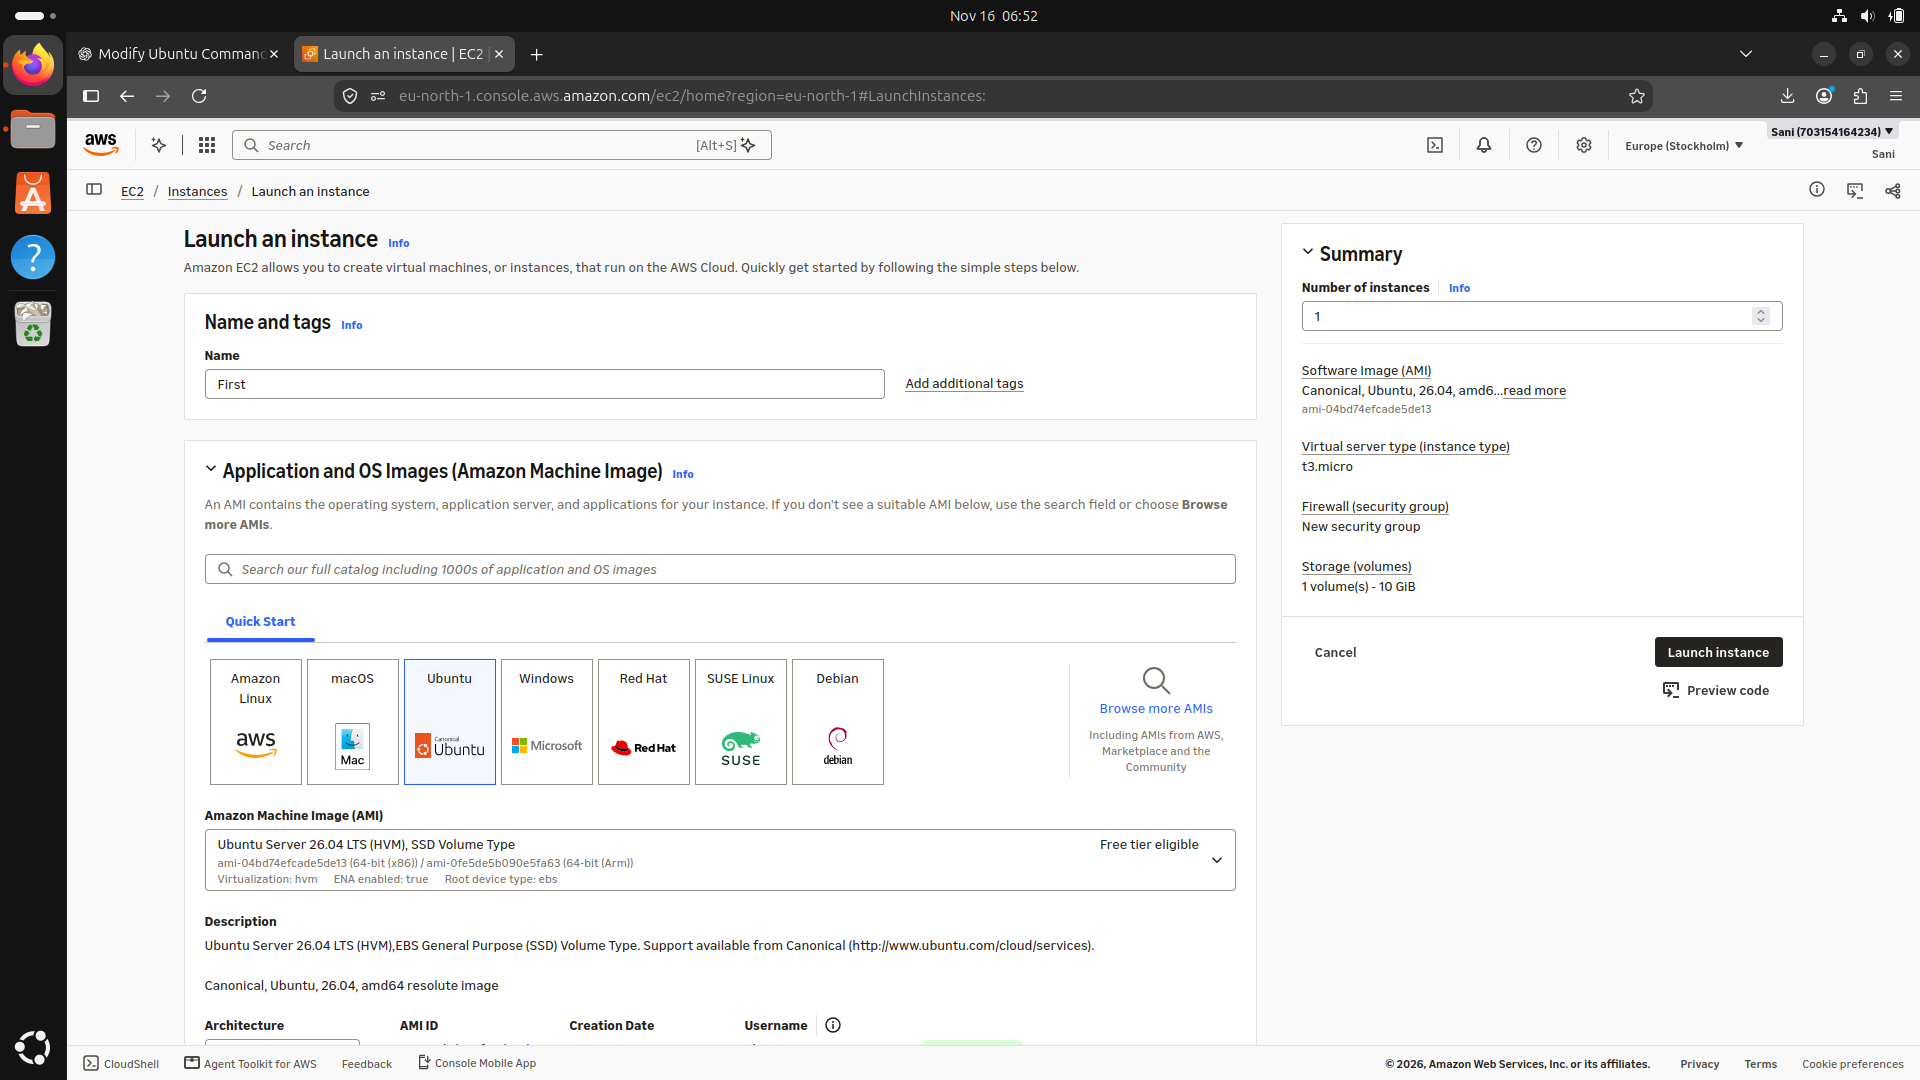 Nov 16 06:52
Modify Ubuntu Comman
Launch an instance | EC2
eu-north-1.console.aws.amazon.com/ec2/home?region=eu-north-1#LaunchInstances:
aws
Search
[Alt+S]
Europe (Stockholm)
Sani (703154164234)
Sani
EC2 / Instances / Launch an instance
Launch an instance Info
Amazon EC2 allows you to create virtual machines, or instances, that run on the AWS Cloud. Quickly get started by following the simple steps below.
Name and tags Info
Name
First
Add additional tags
Application and OS Images (Amazon Machine Image) Info
An AMI contains the operating system, application server, and applications for your instance. If you don't see a suitable AMI below, use the search field or choose Browse
more AMIs.
Search our full catalog including 1000s of application and OS images
Quick Start
Amazon
Linux
aws
macOS
Mac
Ubuntu
Canonical
Ubuntu
Windows
Microsoft
Red Hat
Red Hat
SUSE Linux
SUSE
Debian
debian
Browse more AMIs
Including AMIs from AWS,
Marketplace and the
Community
Amazon Machine Image (AMI)
Ubuntu Server 26.04 LTS (HVM), SSD Volume Type
Free tier eligible
ami-04bd74efcade5de13 (64-bit (x86)) / ami-0fe5de5b090e5fa63 (64-bit (Arm))
Virtualization: hvm ENA enabled: true Root device type: ebs
Description
Ubuntu Server 26.04 LTS (HVM),EBS General Purpose (SSD) Volume Type. Support available from Canonical (http://www.ubuntu.com/cloud/services).
Canonical, Ubuntu, 26.04, amd64 resolute image
Architecture AMI ID Creation Date Username
Summary
Number of instances Info
1
Software Image (AMI)
Canonical, Ubuntu, 26.04, amd6...read more
ami-04bd74efcade5de13
Virtual server type (instance type)
t3.micro
Firewall (security group)
New security group
Storage (volumes)
1 volume(s) - 10 GiB
Cancel
Launch instance
Preview code
CloudShell Agent Toolkit for AWS Feedback Console Mobile App
© 2026, Amazon Web Services, Inc. or its affiliates. Privacy Terms Cookie preferences